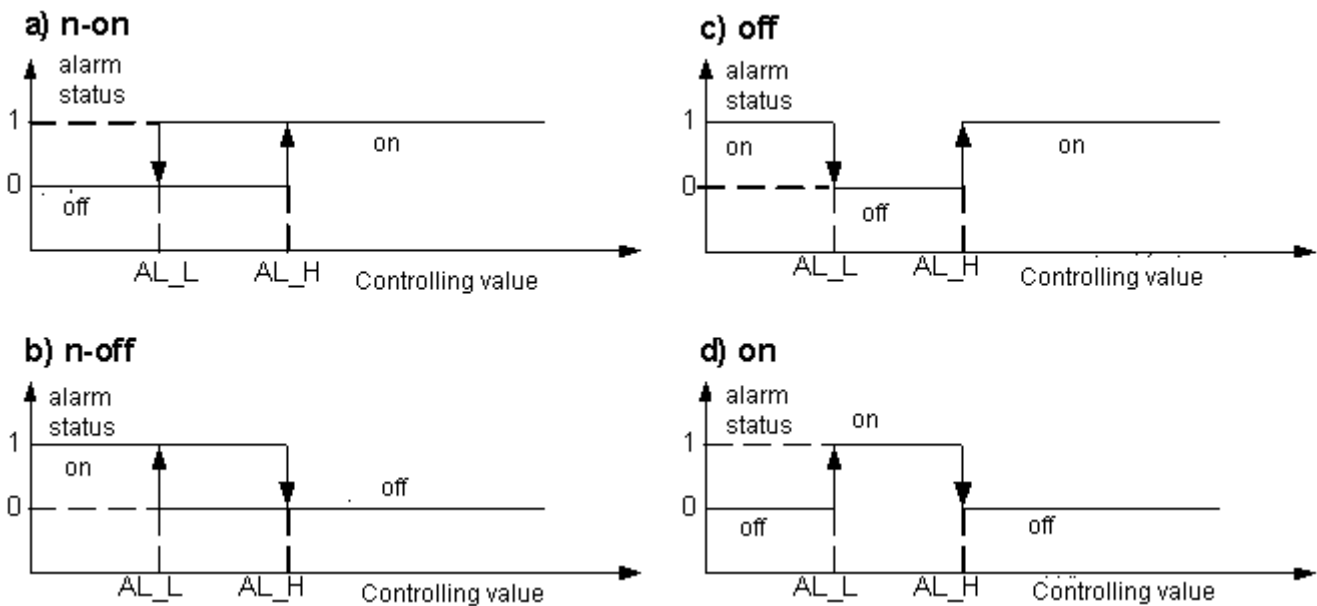 a) n-on
alarm
status
1
on
0
off
AL_L
AL_H
Controlling value
c) off
alarm
status
1
on
on
0
off
AL_L
AL_H
Controlling value
b) n-off
alarm
status
1
on
off
0
AL_L
AL_H
Controlling value
d) on
alarm
status
on
1
0
off
off
AL_L
AL_H
Controlling value